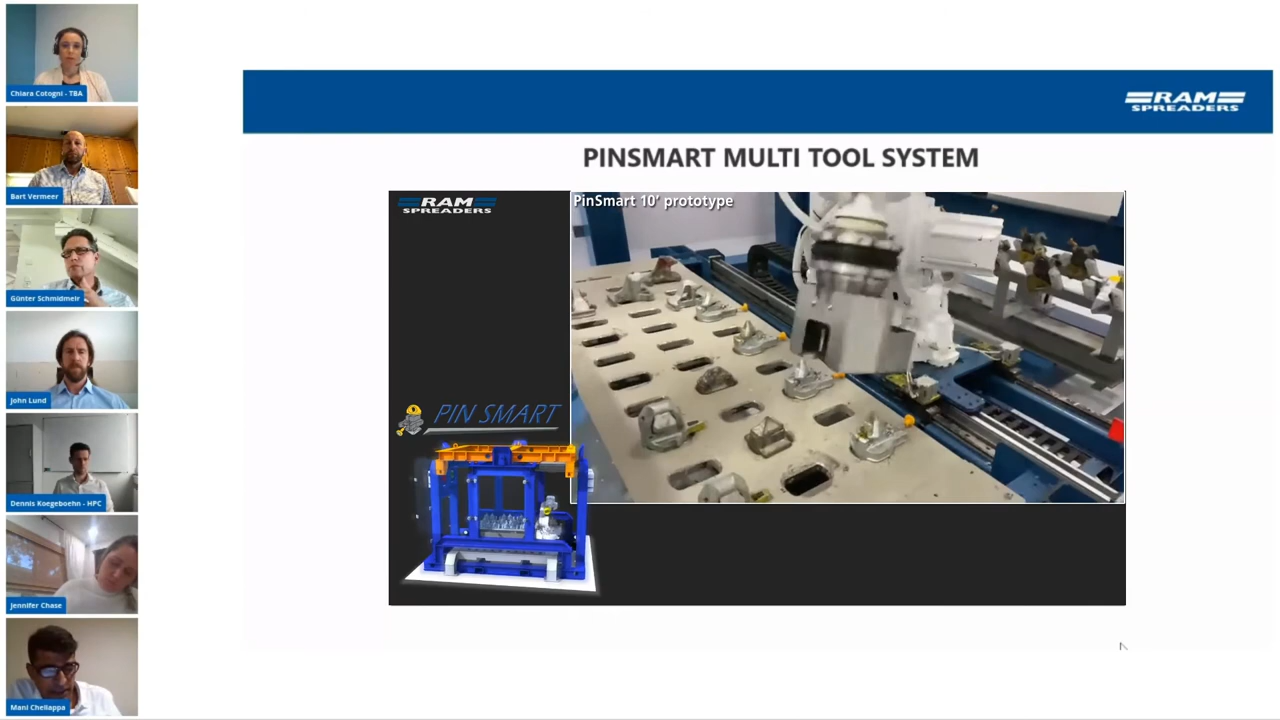 Chiara Cotogni - TBA
Bart Vermeer
Günter Schmidmeir
John Lund
Dennis Koegeboehn - HPC
Jennifer Chase
Mani Chellappa
RAM
SPREADERS
PINSMART MULTI TOOL SYSTEM
RAM
SPREADERS
PinSmart 10' prototype
PIN SMART